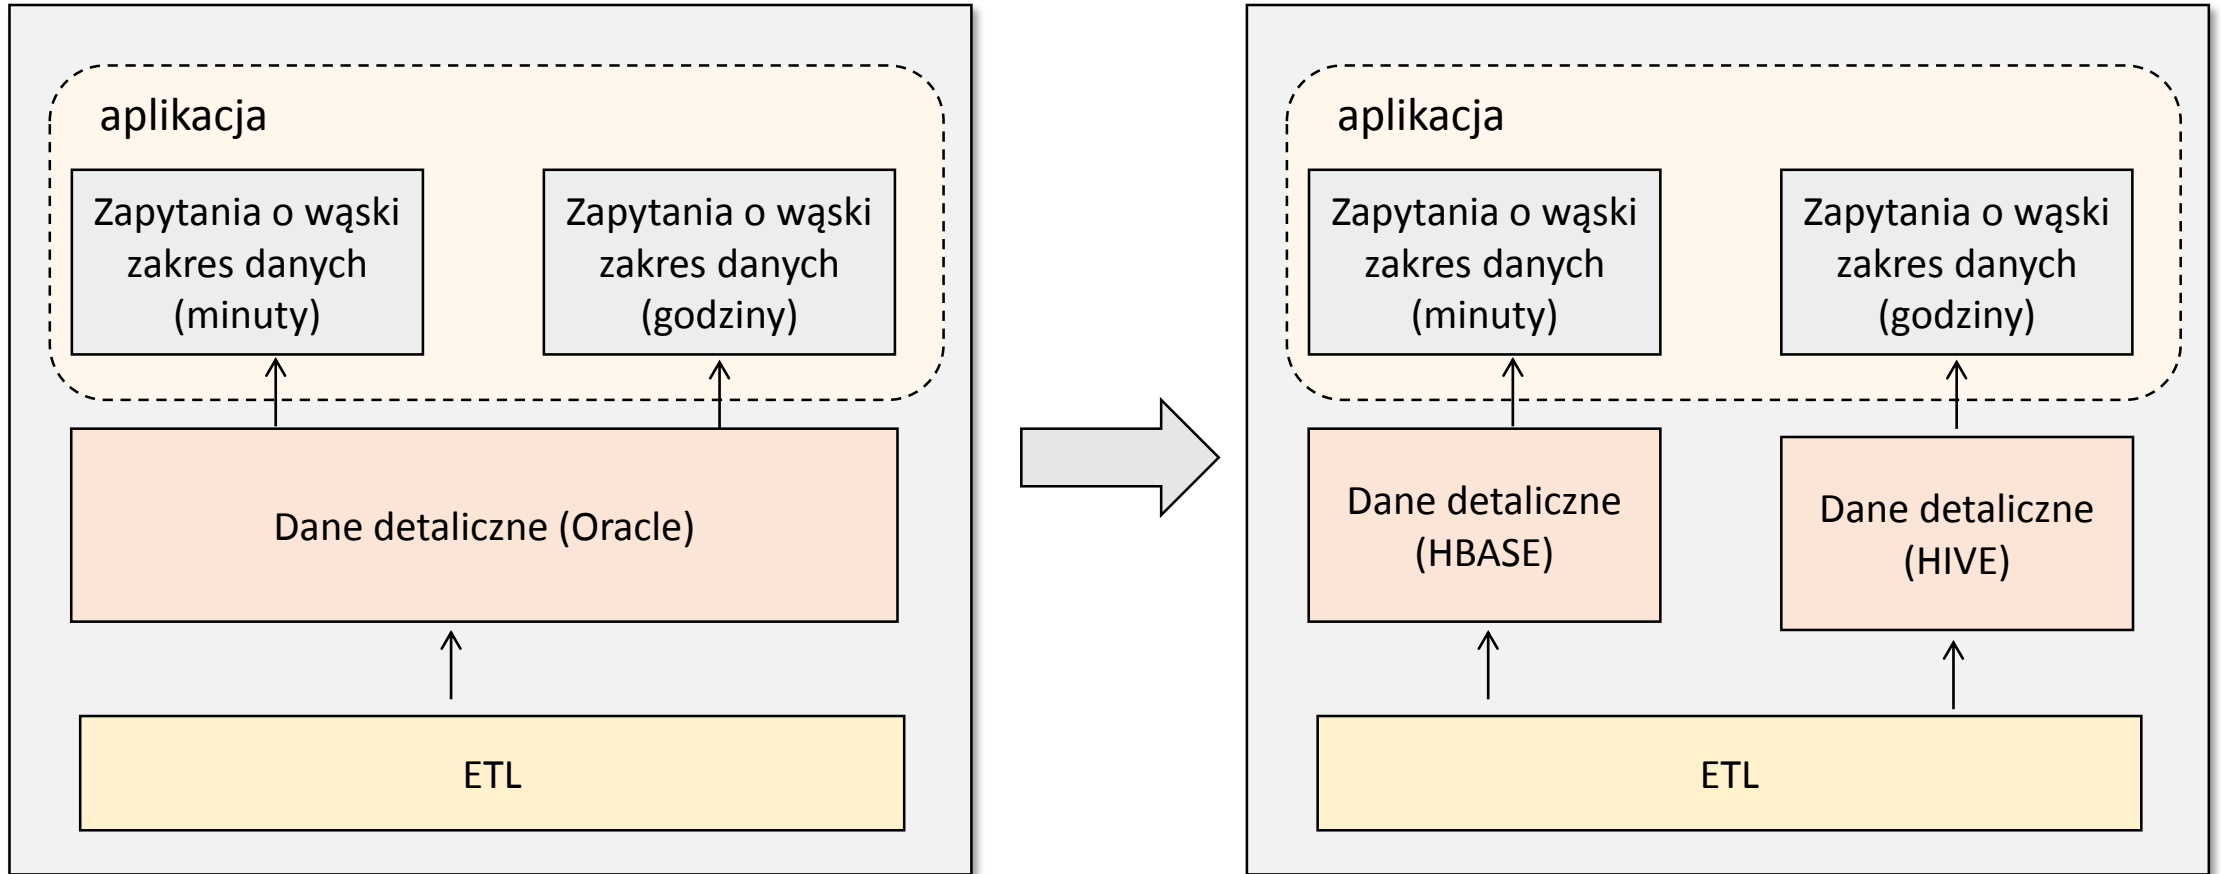 aplikacja
Zapytania o wąski
zakres danych
(minuty)
Zapytania o wąski
zakres danych
(godziny)
Dane detaliczne (Oracle)
ETL
aplikacja
Zapytania o wąski
zakres danych
(minuty)
Zapytania o wąski
zakres danych
(godziny)
Dane detaliczne
(HBASE)
Dane detaliczne
(HIVE)
ETL